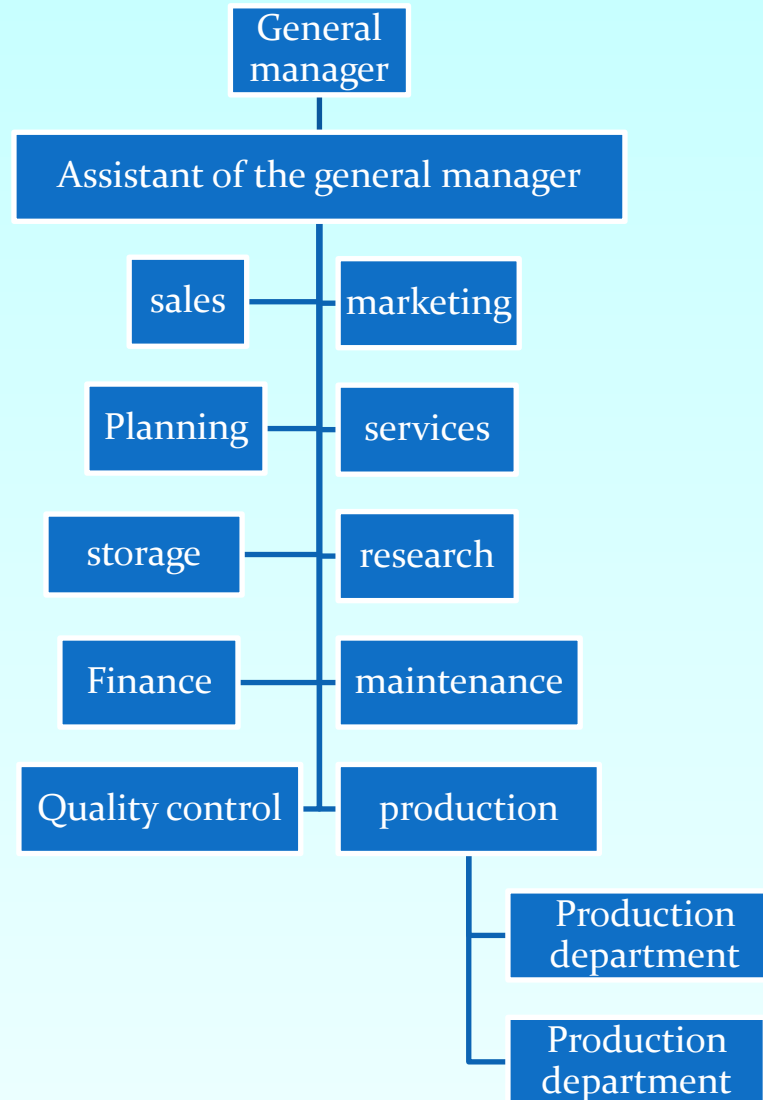 General
manager
Assistant of the general manager
sales
marketing
Planning
services
storage
research
Finance
maintenance
Quality control
production
Production
department
Production
department